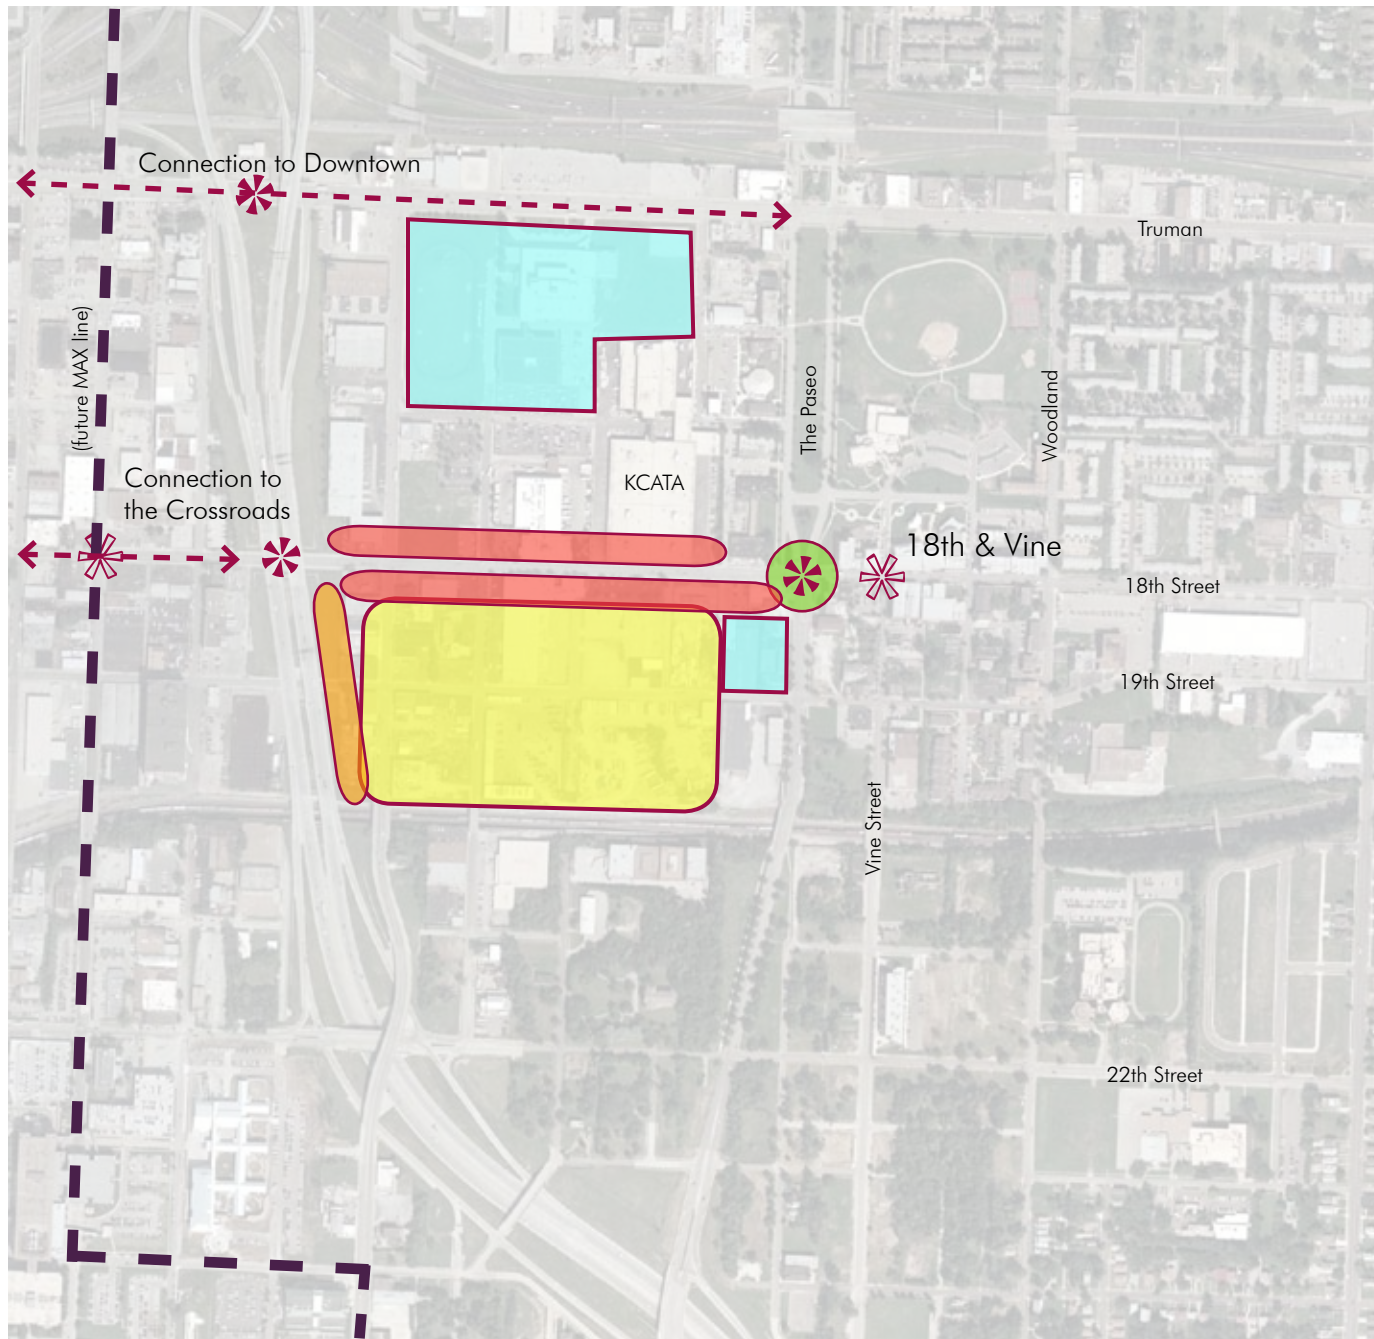 Connection to Downtown
Truman
(future MAX line)
The Paseo
Woodland
Connection to
the Crossroads
KCATA
18th & Vine
18th Street
19th Street
Vine Street
22th Street